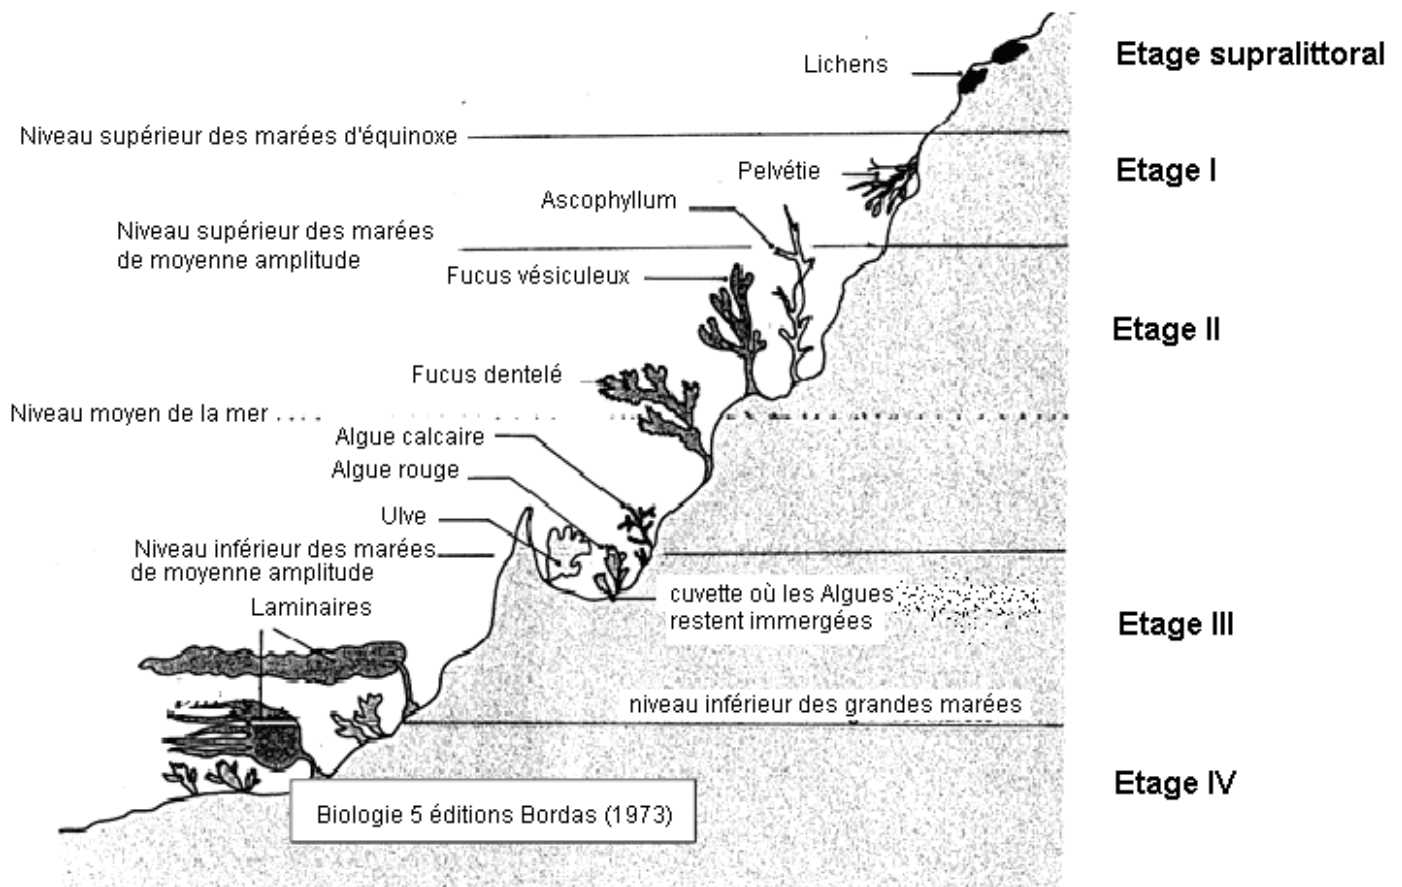 Etage supralittoral
Lichens
Niveau supérieur des marées d'équinoxe
Pelvétie
Etage I
Ascophyllum
Niveau supérieur des marées
de moyenne amplitude
Fucus vésiculeux
Etage II
Fucus dentelé
Niveau moyen de la mer
Algue calcaire
Algue rouge
Ulve
Niveau inférieur des marées
de moyenne amplitude
cuvette où les Algues
restent immergées
Laminaires
Etage III
niveau inférieur des grandes marées
Etage IV
Biologie 5 éditions Bordas (1973)